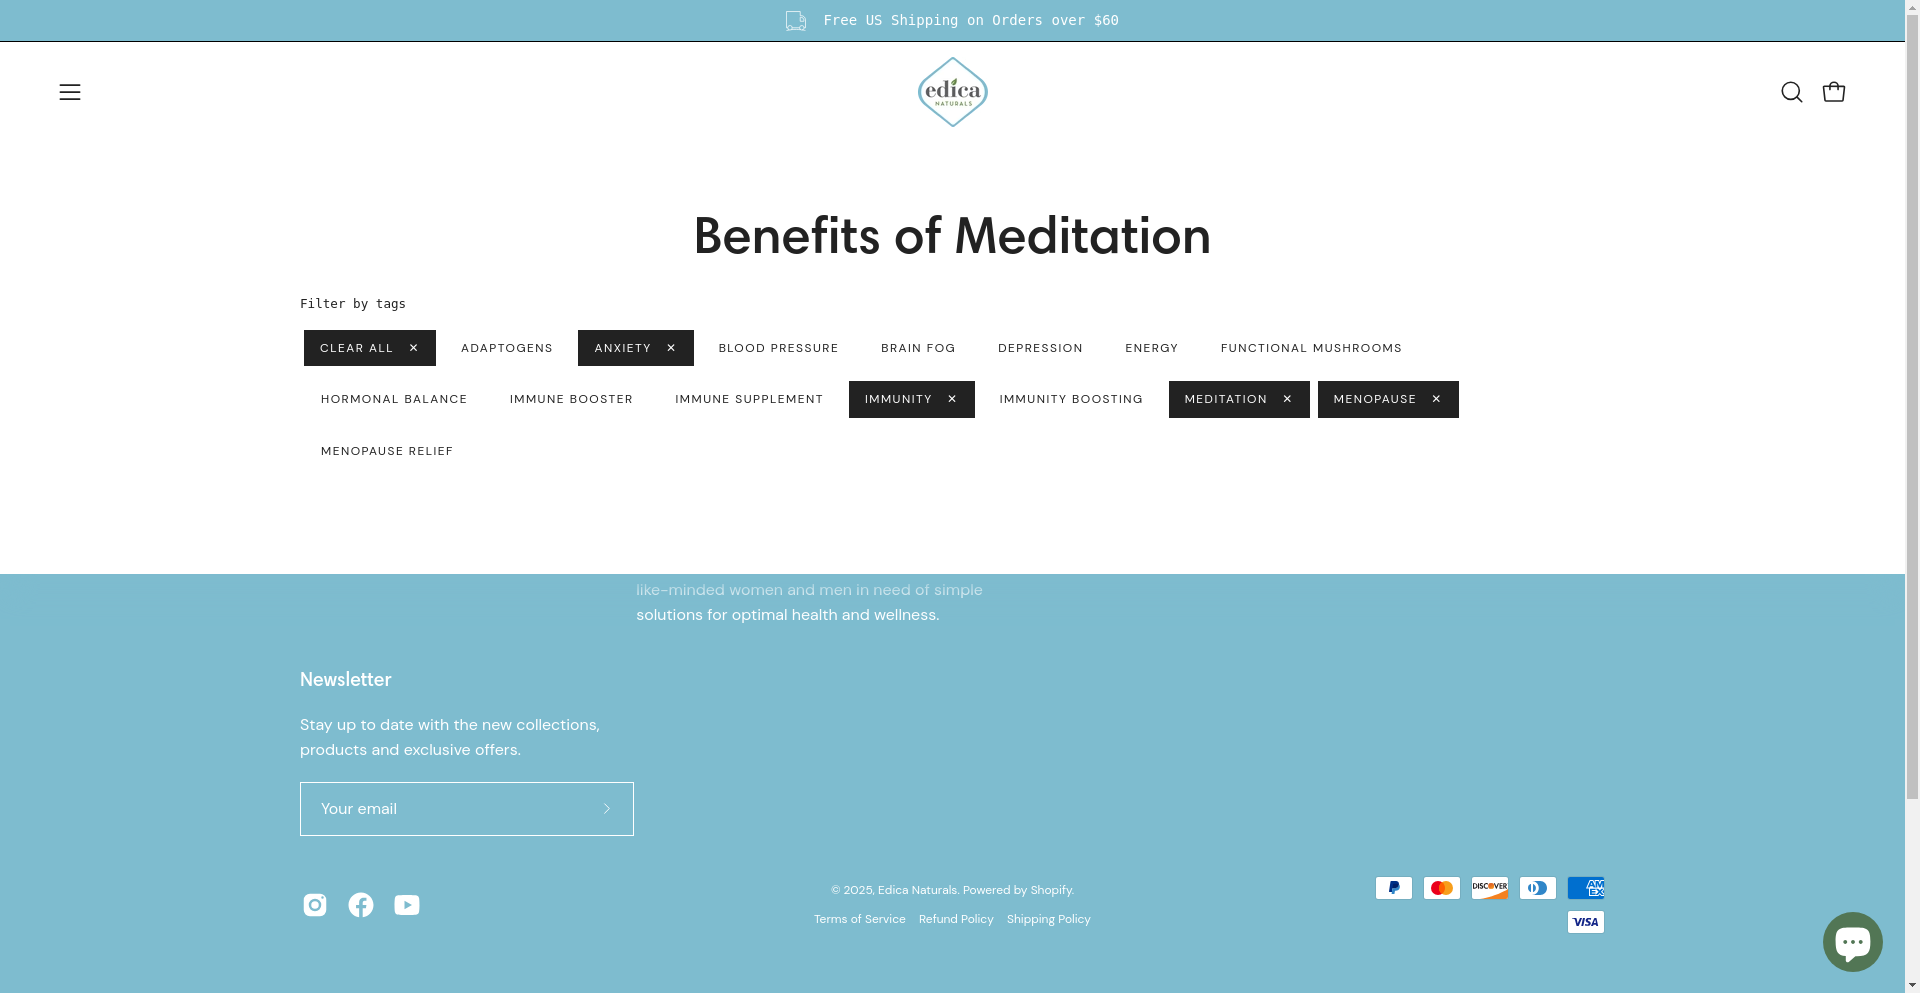 Free US Shipping on Orders over $60
edica
NATURALS
Benefits of Meditation
Filter by tags
CLEAR ALL ✕ ADAPTOGENS ANXIETY ✕ BLOOD PRESSURE BRAIN FOG DEPRESSION ENERGY FUNCTIONAL MUSHROOMS
HORMONAL BALANCE IMMUNE BOOSTER IMMUNE SUPPLEMENT IMMUNITY ✕ IMMUNITY BOOSTING MEDITATION ✕ MENOPAUSE ✕
MENOPAUSE RELIEF
like-minded women and men in need of simple
solutions for optimal health and wellness.
Newsletter
Stay up to date with the new collections,
products and exclusive offers.
Your email
© 2025, Edica Naturals. Powered by Shopify.
Terms of Service Refund Policy Shipping Policy
DISCOVER
AM
EX
VISA